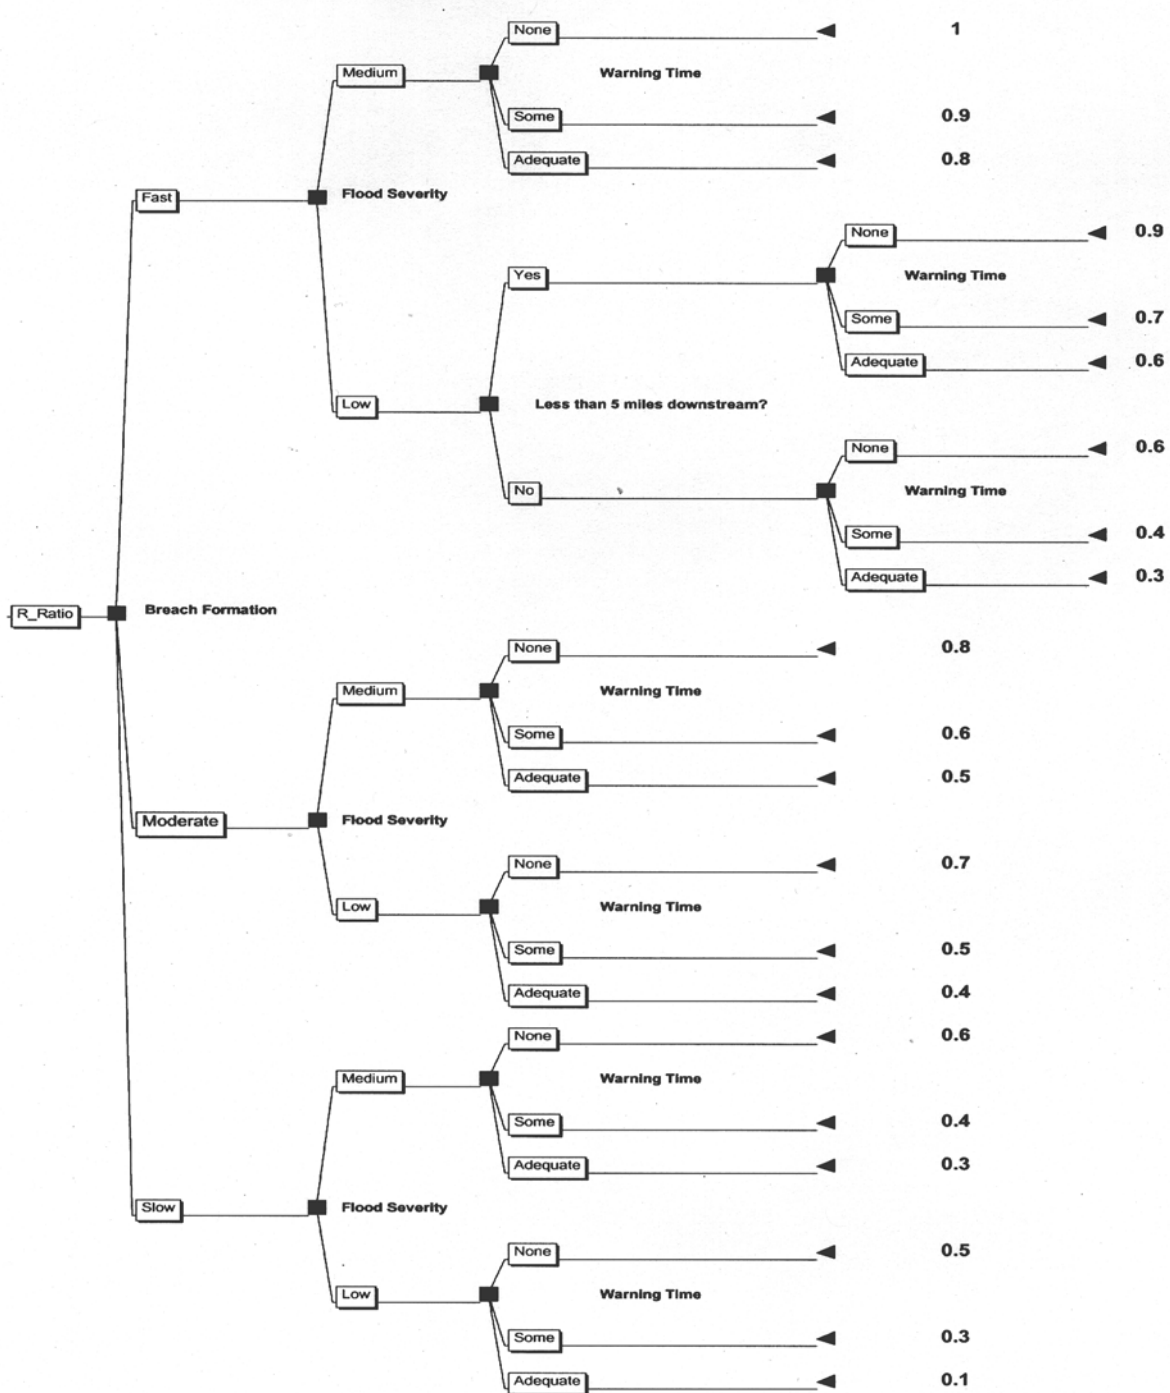 None 1
Medium Warning Time
Some 0.9
Adequate 0.8
Fast Flood Severity
None 0.9
Yes Warning Time
Some 0.7
Adequate 0.6
Low Less than 5 miles downstream?
None 0.6
No Warning Time
Some 0.4
Adequate 0.3
R_Ratio Breach Formation
None 0.8
Medium Warning Time
Some 0.6
Adequate 0.5
Moderate Flood Severity
None 0.7
Low Warning Time
Some 0.5
Adequate 0.4
None 0.6
Medium Warning Time
Some 0.4
Adequate 0.3
Slow Flood Severity
None 0.5
Low Warning Time
Some 0.3
Adequate 0.1